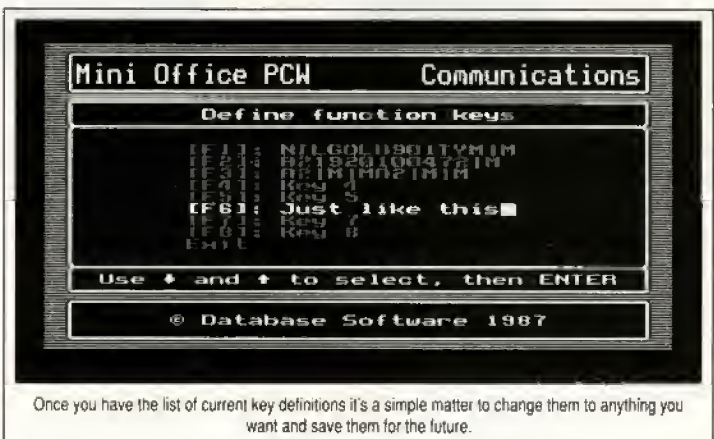 Mini Office PCW Communications
Define function keys
[F1]:
[F2]:
[F3]:
[F4]: Key 4
[F5]: Key 5
[F6]: Just like this
[F7]: Key 7
[F8]: Key 8
Exit
Use ↓ and ↑ to select, then ENTER
© Database Software 1987
Once you have the list of current key definitions it's a simple matter to change them to anything you
want and save them for the future.